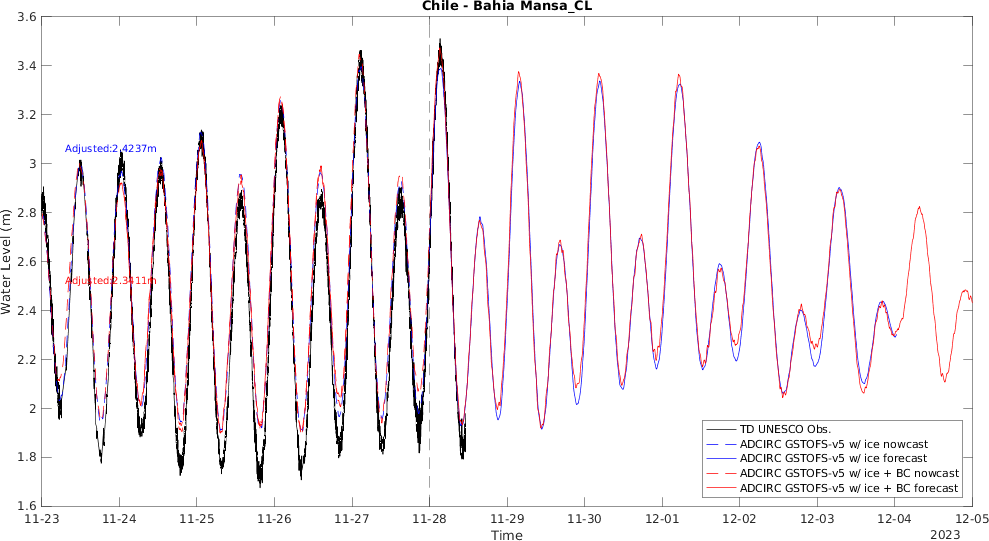 Chile - Bahia Mansa_CL
3.6
3.4
3.2
3
2.8
2.6
2.4
2.2
2
1.8
1.6
Water Level (m)
Adjusted:2.4237m
Adjusted:2.3411m
TD UNESCO Obs.
ADCIRC GSTOFS-v5 w/ ice nowcast
ADCIRC GSTOFS-v5 w/ ice forecast
ADCIRC GSTOFS-v5 w/ ice + BC nowcast
ADCIRC GSTOFS-v5 w/ ice + BC forecast
11-23 11-24 11-25 11-26 11-27 11-28 11-29 11-30 12-01 12-02 12-03 12-04 12-05
Time
2023